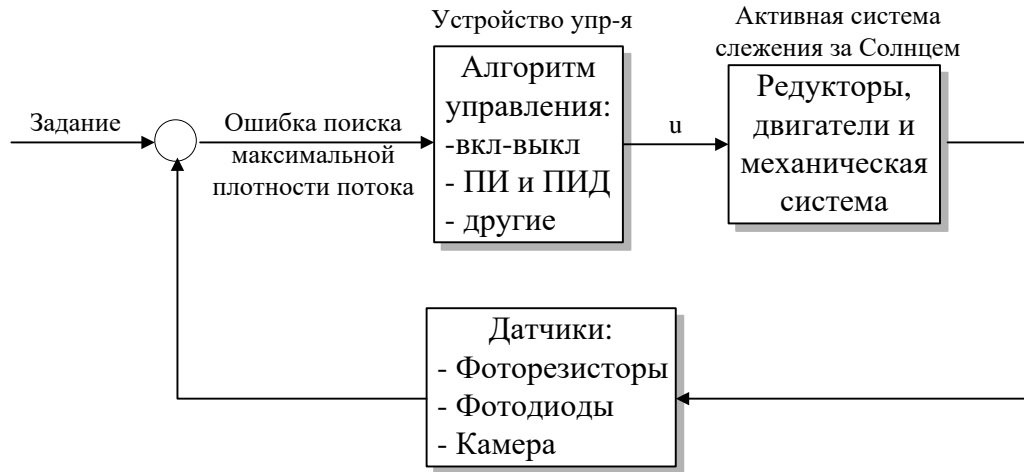 Устройство упр-я
Активная система
слежения за Солнцем
Задание
Ошибка поиска
максимальной
плотности потока
Алгоритм
управления:
-вкл-выкл
- ПИ и ПИД
- другие
u
Редукторы,
двигатели и
механическая
система
Датчики:
- Фоторезисторы
- Фотодиоды
- Камера